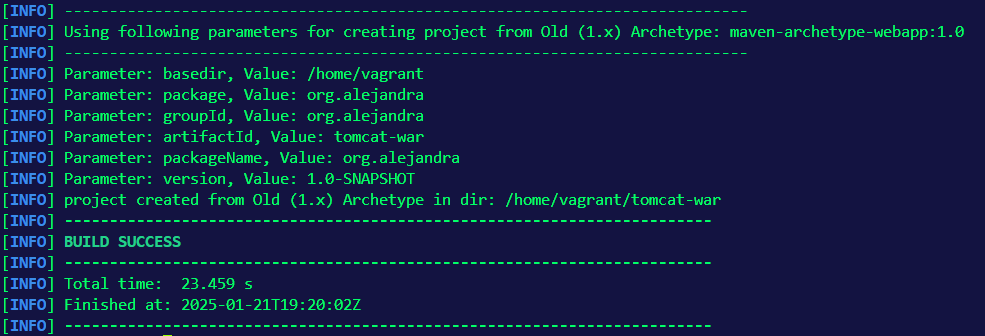 [INFO] ---------------------------------------------------------------------------
[INFO] Using following parameters for creating project from Old (1.x) Archetype: maven-archetype-webapp:1.0
[INFO] ---------------------------------------------------------------------------
[INFO] Parameter: basedir, Value: /home/vagrant
[INFO] Parameter: package, Value: org.alejandra
[INFO] Parameter: groupId, Value: org.alejandra
[INFO] Parameter: artifactId, Value: tomcat-war
[INFO] Parameter: packageName, Value: org.alejandra
[INFO] Parameter: version, Value: 1.0-SNAPSHOT
[INFO] project created from Old (1.x) Archetype in dir: /home/vagrant/tomcat-war
[INFO] ------------------------------------------------------------------------
[INFO] BUILD SUCCESS
[INFO] ------------------------------------------------------------------------
[INFO] Total time:  23.459 s
[INFO] Finished at: 2025-01-21T19:20:02Z
[INFO] ------------------------------------------------------------------------